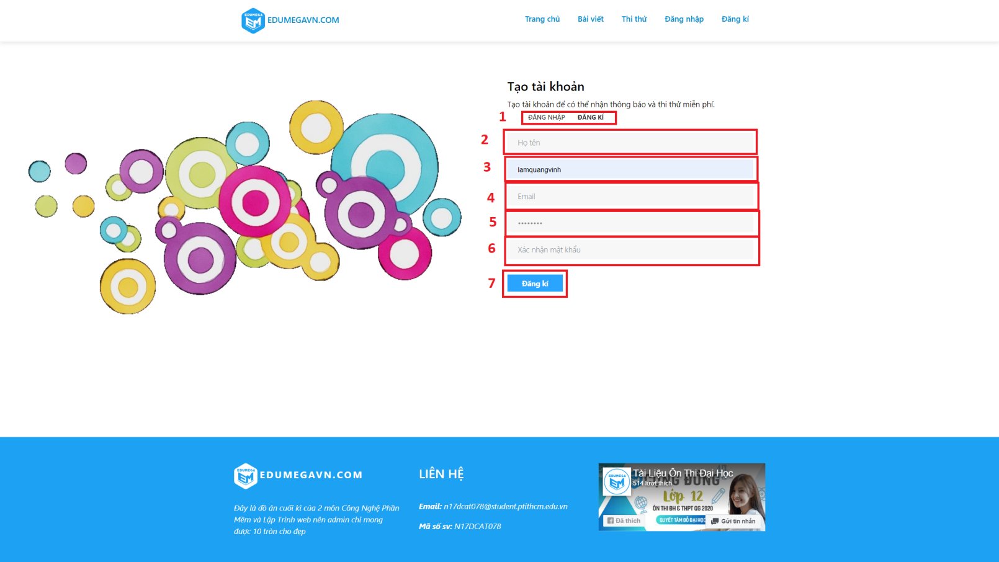 EDUMEGA
EM
EDUMEGAVN.COM
Trang chủ
Bài viết
Thi thử
Đăng nhập
Đăng kí
Tạo tài khoản
Tạo tài khoản để có thể nhận thông báo và thi thử miễn phí.
1
ĐĂNG NHẬP
ĐĂNG KÍ
2
Họ tên
3
lamquangvinh
4
Email
5
••••••••
6
Xác nhận mật khẩu
7
Đăng kí
EDUMEGA
EM
EDUMEGAVN.COM
Đây là đồ án cuối kì của 2 môn Công Nghệ Phần
Mềm và Lập Trình web nên admin chỉ mong
được 10 tròn cho đẹp
LIÊN HỆ
Email: n17dcat078@student.ptithcm.edu.vn
Mã số sv: N17DCAT078
EDUMEGA
EM
Tài Liệu Ôn Thi Đại Học
514 lượt thích
Lớp 12
ÔN THI ĐH & THPT QG 2020
QUYẾT TÂM ĐỖ ĐẠI HỌC
Đã thích
Gửi tin nhắn